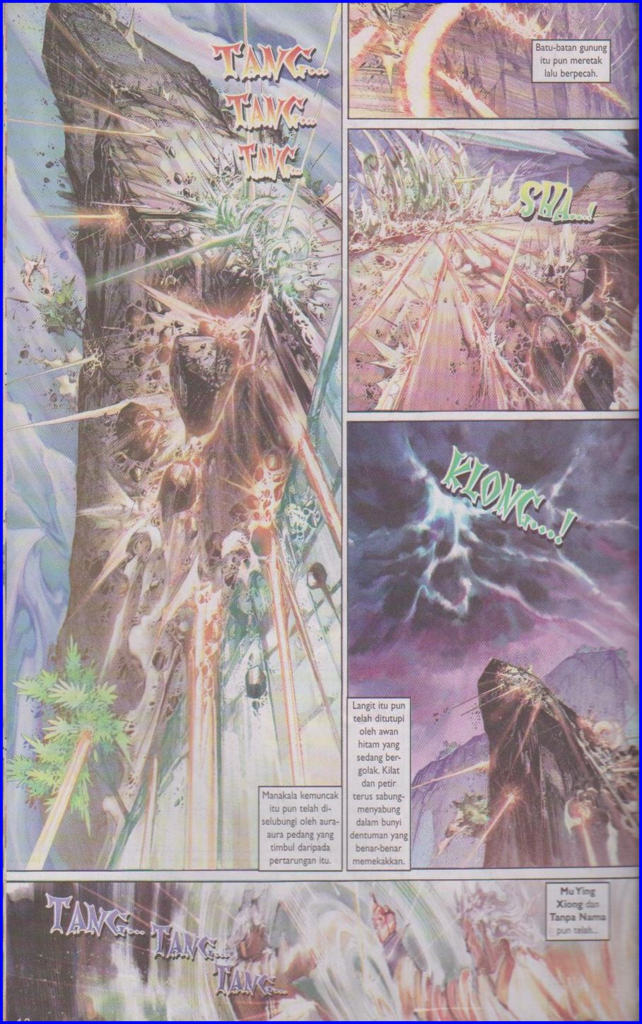 TANG...
TANG...
TANG...
Manakala kemuncak
itu pun telah di-
selubungi oleh aura-
aura pedang yang
timbul daripada
pertarungan itu.
Batu-batan gunung
itu pun meretak
lalu berpecah.
SHA...!
KLONG...!
Langit itu pun
telah ditutupi
oleh awan
hitam yang
sedang ber-
golak. Kilat
dan petir
terus sabung-
menyabung
dalam bunyi
dentuman yang
benar-benar
memekakkan.
TANG...
TANG...
TANG...
Mu Ying
Xiong dan
Tanpa Nama
pun telah...